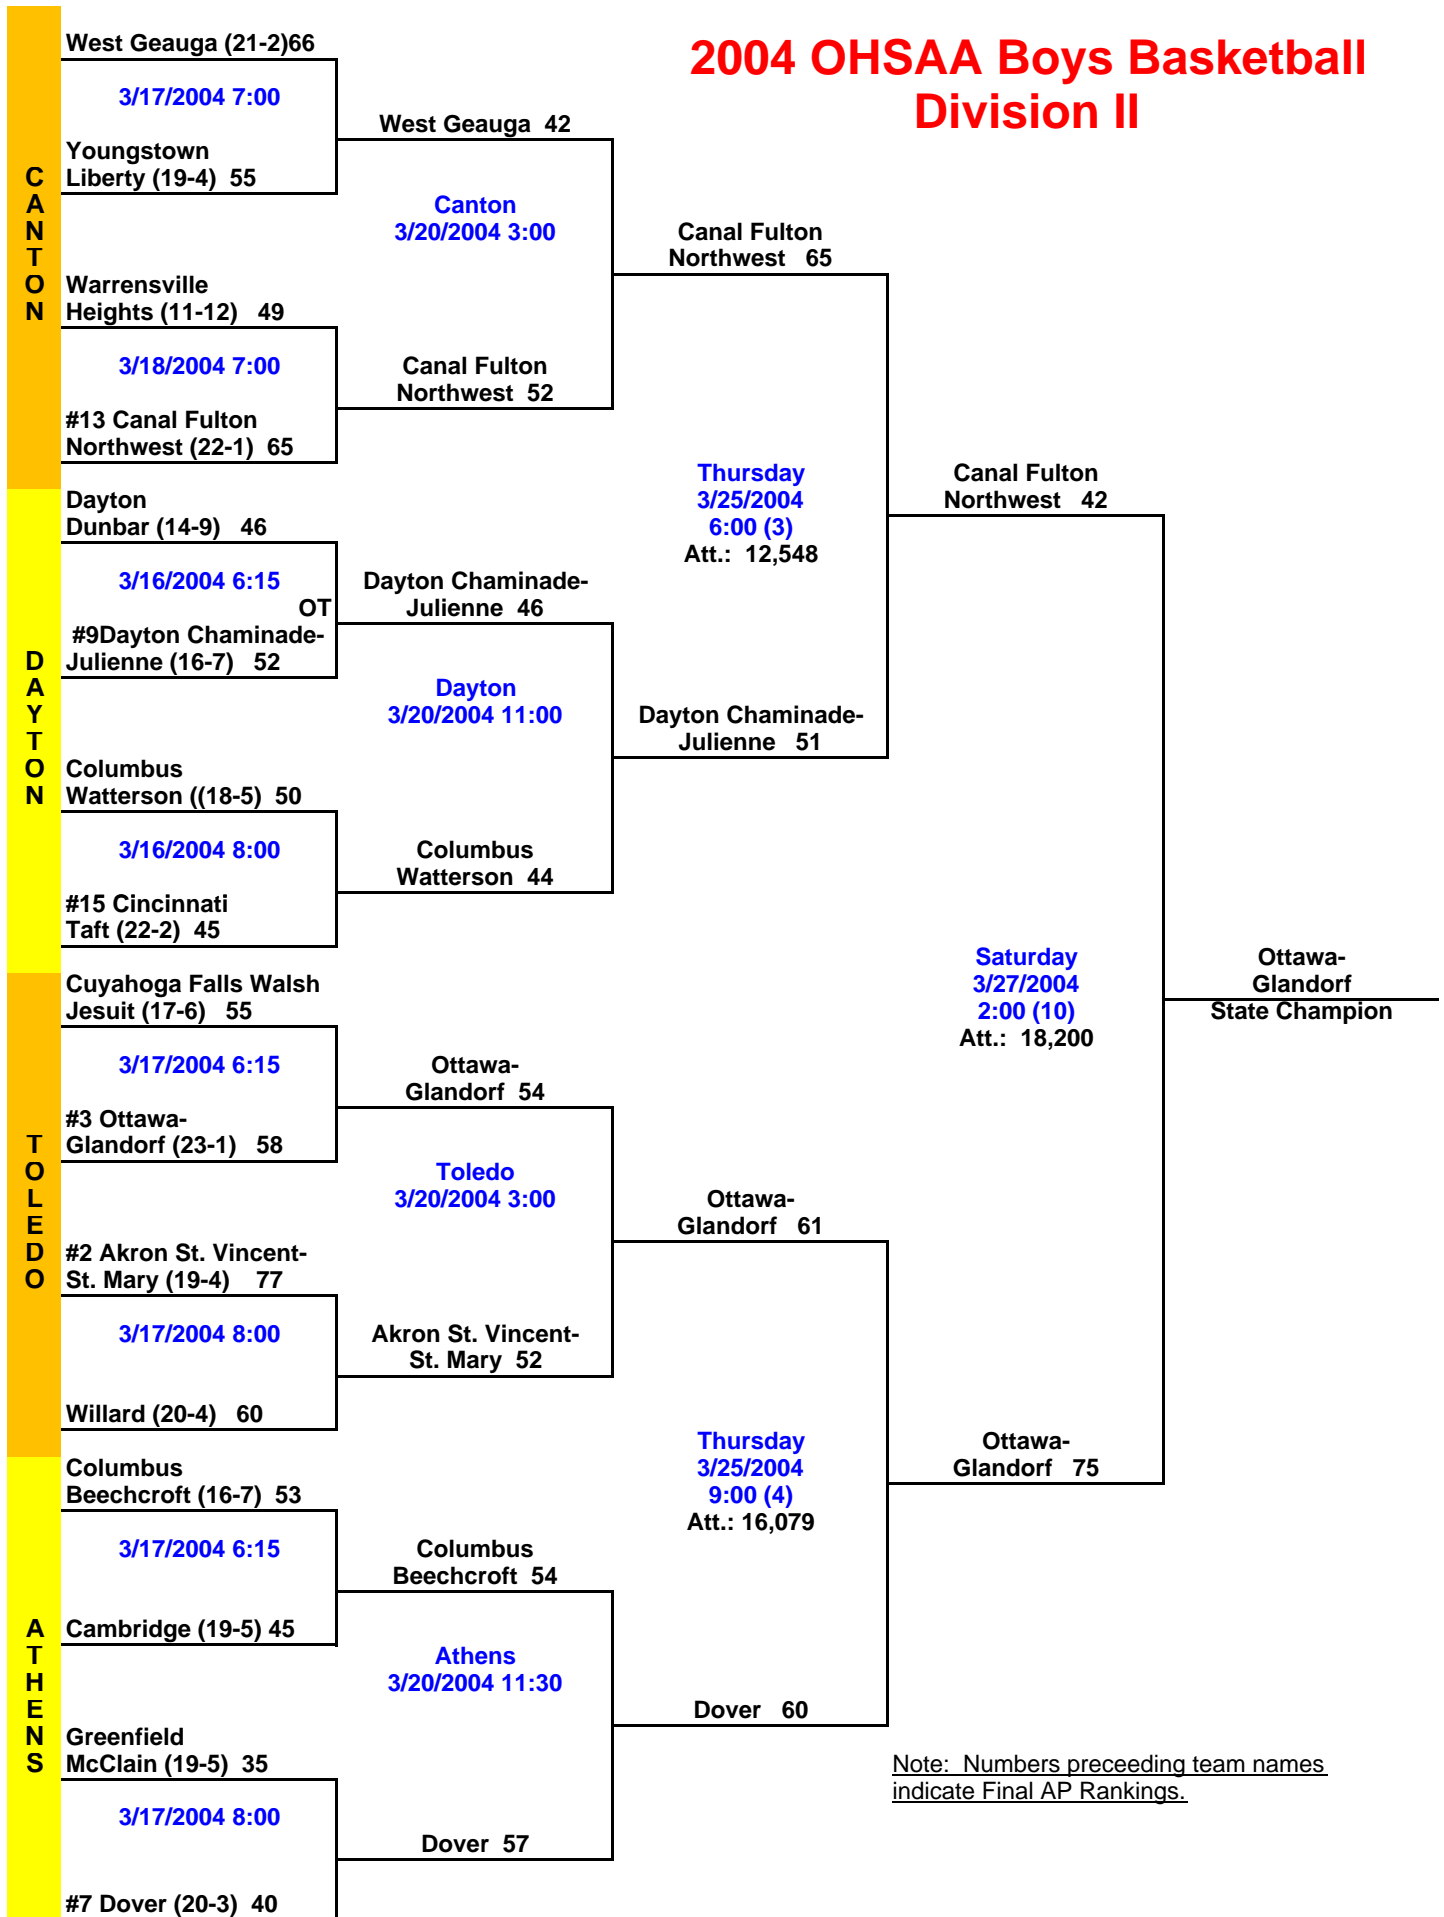 2004 OHSAA Boys Basketball
Division II
CANTON
West Geauga (21-2)66
3/17/2004 7:00
Youngstown
Liberty (19-4) 55
Warrensville
Heights (11-12) 49
3/18/2004 7:00
#13 Canal Fulton
Northwest (22-1) 65
DAYTON
Dayton
Dunbar (14-9) 46
3/16/2004 6:15
OT
#9Dayton Chaminade-
Julienne (16-7) 52
Columbus
Watterson ((18-5) 50
3/16/2004 8:00
#15 Cincinnati
Taft (22-2) 45
TOLEDO
Cuyahoga Falls Walsh
Jesuit (17-6) 55
3/17/2004 6:15
#3 Ottawa-
Glandorf (23-1) 58
#2 Akron St. Vincent-
St. Mary (19-4) 77
3/17/2004 8:00
Willard (20-4) 60
ATHENS
Columbus
Beechcroft (16-7) 53
3/17/2004 6:15
Cambridge (19-5) 45
Greenfield
McClain (19-5) 35
3/17/2004 8:00
#7 Dover (20-3) 40
West Geauga 42
Canton
3/20/2004 3:00
Canal Fulton
Northwest 52
Dayton Chaminade-
Julienne 46
Dayton
3/20/2004 11:00
Columbus
Watterson 44
Ottawa-
Glandorf 54
Toledo
3/20/2004 3:00
Akron St. Vincent-
St. Mary 52
Columbus
Beechcroft 54
Athens
3/20/2004 11:30
Dover 57
Canal Fulton
Northwest 65
Thursday
3/25/2004
6:00 (3)
Att.: 12,548
Dayton Chaminade-
Julienne 51
Ottawa-
Glandorf 61
Thursday
3/25/2004
9:00 (4)
Att.: 16,079
Dover 60
Canal Fulton
Northwest 42
Saturday
3/27/2004
2:00 (10)
Att.: 18,200
Ottawa-
Glandorf 75
Ottawa-
Glandorf
State Champion
Note: Numbers preceeding team names
indicate Final AP Rankings.